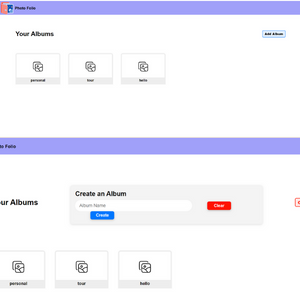 Photo Folio
Your Albums
Add Album
personal
tour
hello
to Folio
Create an Album
Album Name
Clear
ur Albums
Create
personal
tour
hello